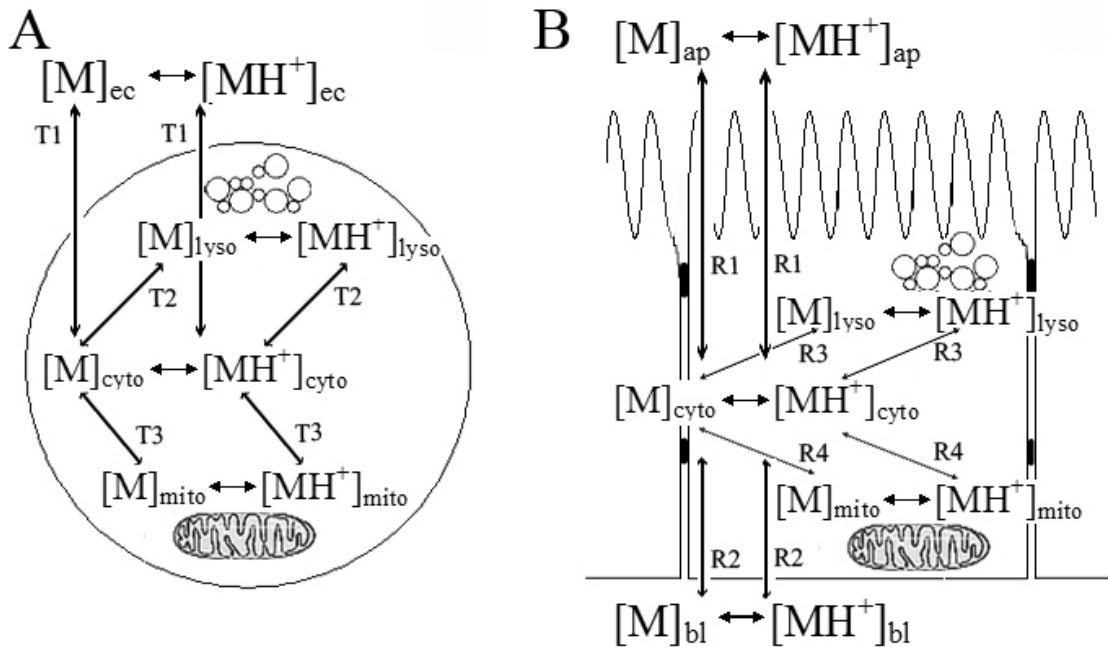 A
[M]ec ↔ [MH+]ec
T1 T1
[M]lyso ↔ [MH+]lyso
T2 T2
[M]cyto ↔ [MH+]cyto
T3 T3
[M]mito ↔ [MH+]mito
B
[M]ap ↔ [MH+]ap
R1 R1
[M]lyso ↔ [MH+]lyso
R3 R3
[M]cyto ↔ [MH+]cyto
R4 R4
[M]mito ↔ [MH+]mito
R2 R2
[M]bl ↔ [MH+]bl